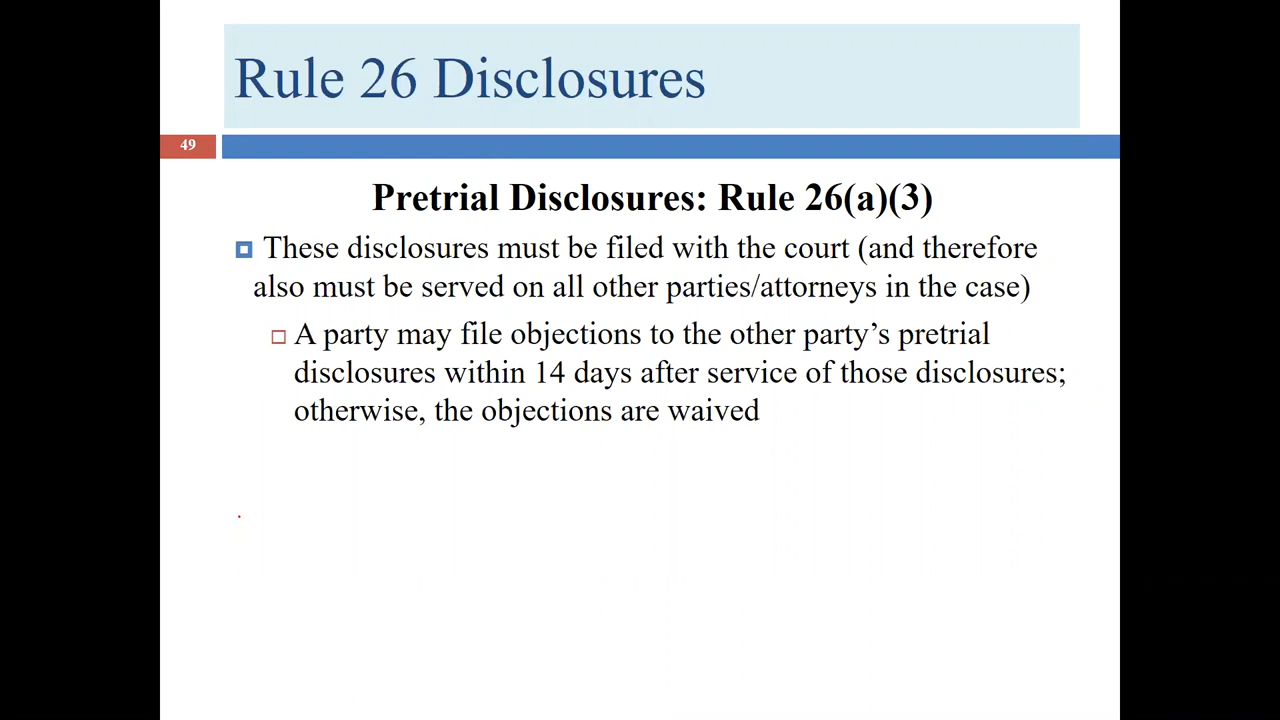 Rule 26 Disclosures
49
Pretrial Disclosures: Rule 26(a)(3)
These disclosures must be filed with the court (and therefore
also must be served on all other parties/attorneys in the case)
A party may file objections to the other party’s pretrial
disclosures within 14 days after service of those disclosures;
otherwise, the objections are waived